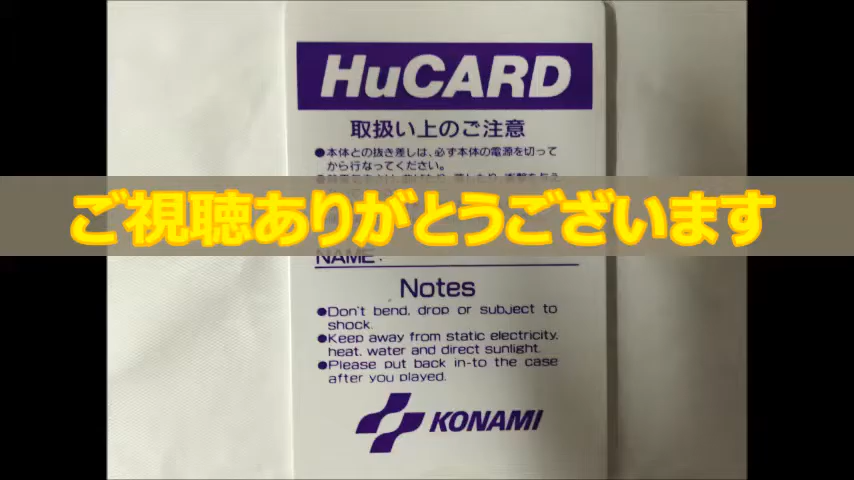 HuCARD
取扱い上のご注意
●本体との抜き差しは、必ず本体の電源を切って
から行なってください。
ご視聴ありがとうございます
NAME:
Notes
●Don't bend, drop or subject to
shock.
●Keep away from static electricity,
heat, water and direct sunlight.
●Please put back in-to the case
after you played.
KONAMI